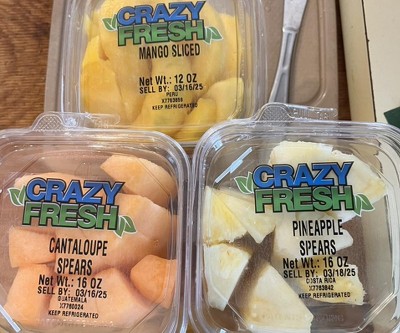 CRAZY
FRESH
MANGO SLICED
Net Wt.: 12 OZ
SELL BY: 03/16/25
PERU
KEEP REFRIGERATED
CRAZY
FRESH
CANTALOUPE
SPEARS
Net Wt.: 16 OZ
SELL BY: 03/16/25
GUATEMALA
X7760024
KEEP REFRIGERATED
CRAZY
FRESH
PINEAPPLE
SPEARS
Net Wt.: 16 OZ
SELL BY: 03/18/25
COSTA RICA
X7763942
KEEP REFRIGERATED